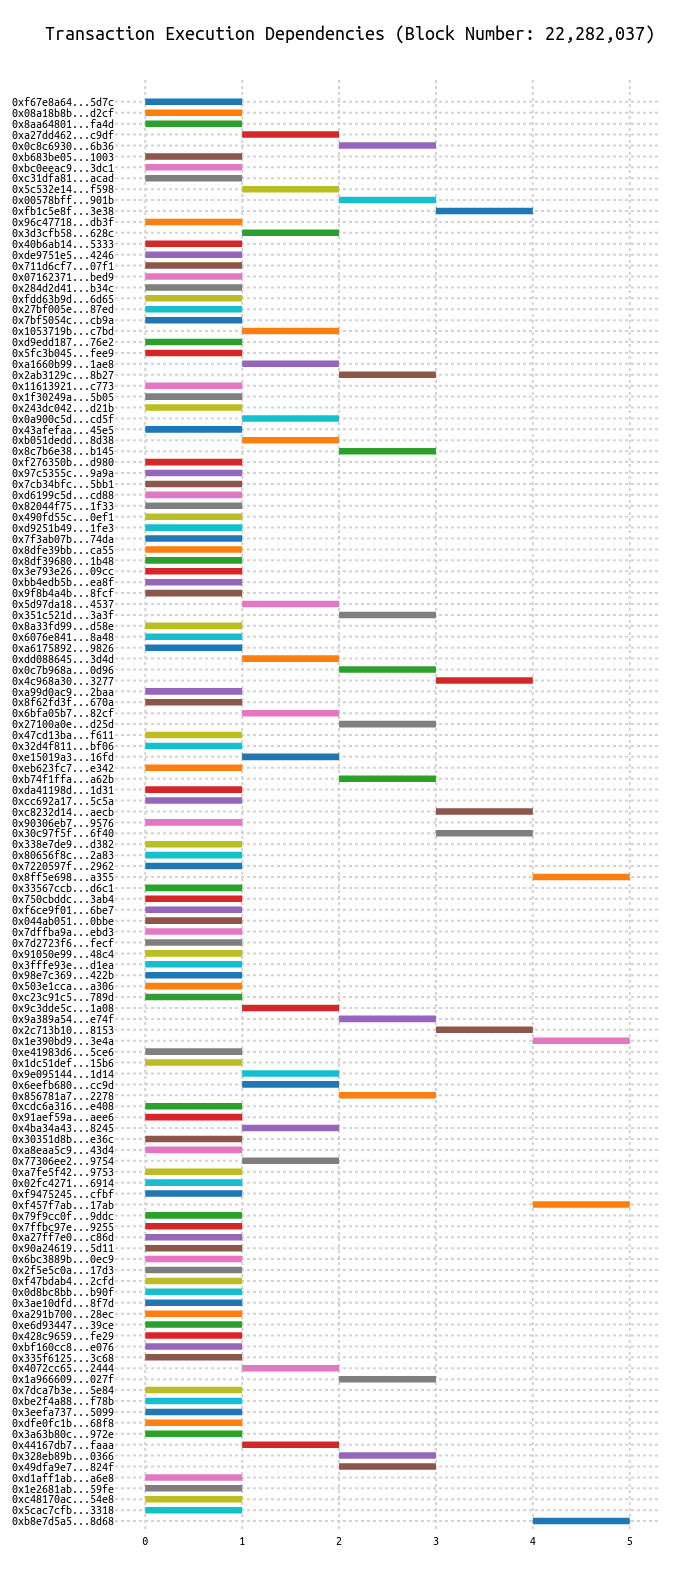 Transaction Execution Dependencies (Block Number: 22,282,037)
0xf67e8a64...5d7c
0x08a18b8b...d2cf
0x8aa64801...fa4d
0xa27dd462...c9df
0x0c8c6930...6b36
0xb683be05...1003
0xbc0eeac9...3dc1
0xc31dfa81...acad
0x5c532e14...f598
0x00578bff...901b
0xfb1c5e8f...3e38
0x96c47718...db3f
0x3d3cfb58...628c
0x40b6ab14...5333
0xde9751e5...4246
0x711d6cf7...07f1
0x07162371...bed9
0x284d2d41...b34c
0xfdd63b9d...6d65
0x27bf005e...87ed
0x7bf5054c...cb9a
0x1053719b...c7bd
0xd9edd187...76e2
0x5fc3b045...fee9
0xa1660b99...1ae8
0x2ab3129c...8b27
0x11613921...c773
0x1f30249a...5b05
0x243dc042...d21b
0x0a900c5d...cd5f
0x43afefaa...45e5
0xb051dedd...8d38
0x8c7b6e38...b145
0xf276350b...d980
0x97c5355c...9a9a
0x7cb34bfc...5bb1
0xd6199c5d...cd88
0x82044f75...1f33
0x490fd55c...0ef1
0xd9251b49...1fe3
0x7f3ab07b...74da
0x8dfe39bb...ca55
0x8df39680...1b48
0x3e793e26...09cc
0xbb4edb5b...ea8f
0x9f8b4a4b...8fcf
0x5d97da18...4537
0x351c521d...3a3f
0x8a33fd99...d58e
0x6076e841...8a48
0xa6175892...9826
0xdd088645...3d4d
0x0c7b968a...0d96
0x4c968a30...3277
0xa99d0ac9...2baa
0x8f62fd3f...670a
0x6bfa05b7...82cf
0x27100a0e...d25d
0x47cd13ba...f611
0x32d4f811...bf06
0xe15019a3...16fd
0xeb623fc7...e342
0xb74f1ffa...a62b
0xda41198d...1d31
0xcc692a17...5c5a
0xc8232d14...aecb
0x90306eb7...9576
0x30c97f5f...6f40
0x338e7de9...d382
0x80656f8c...2a83
0x7220597f...2962
0x8ff5e698...a355
0x33567ccb...d6c1
0x750cbddc...3ab4
0xf6ce9f01...6be7
0x044ab051...0bbe
0x7dffba9a...ebd3
0x7d2723f6...fecf
0x91050e99...48c4
0x3fffe93e...d1ea
0x98e7c369...422b
0x503e1cca...a306
0xc23c91c5...789d
0x9c3dde5c...1a08
0x9a389a54...e74f
0x2c713b10...8153
0x1e390bd9...3e4a
0xe41983d6...5ce6
0x1dc51def...15b6
0x9e095144...1d14
0x6eefb680...cc9d
0x856781a7...2278
0xcdc6a316...e408
0x91aef59a...aee6
0x4ba34a43...8245
0x30351d8b...e36c
0xa8eaa5c9...43d4
0x77306ee2...9754
0xa7fe5f42...9753
0x02fc4271...6914
0xf9475245...cfbf
0xf457f7ab...17ab
0x79f9cc0f...9ddc
0x7ffbc97e...9255
0xa27ff7e0...c86d
0x90a24619...5d11
0x6bc3889b...0ec9
0x2f5e5c0a...17d3
0xf47bdab4...2cfd
0x0d8bc8bb...b90f
0x3ae10dfd...8f7d
0xa291b700...28ec
0xe6d93447...39ce
0x428c9659...fe29
0xbf160cc8...e076
0x335f6125...3c68
0x4072cc65...2444
0x1a966609...027f
0x7dca7b3e...5e84
0xbe2f4a88...f78b
0x3eefa737...5099
0xdfe0fc1b...68f8
0x3a63b80c...972e
0x44167db7...faaa
0x328eb89b...0366
0x49dfa9e7...824f
0xd1aff1ab...a6e8
0x1e2681ab...59fe
0xc48170ac...54e8
0x5cac7cfb...3318
0xb8e7d5a5...8d68
0 1 2 3 4 5